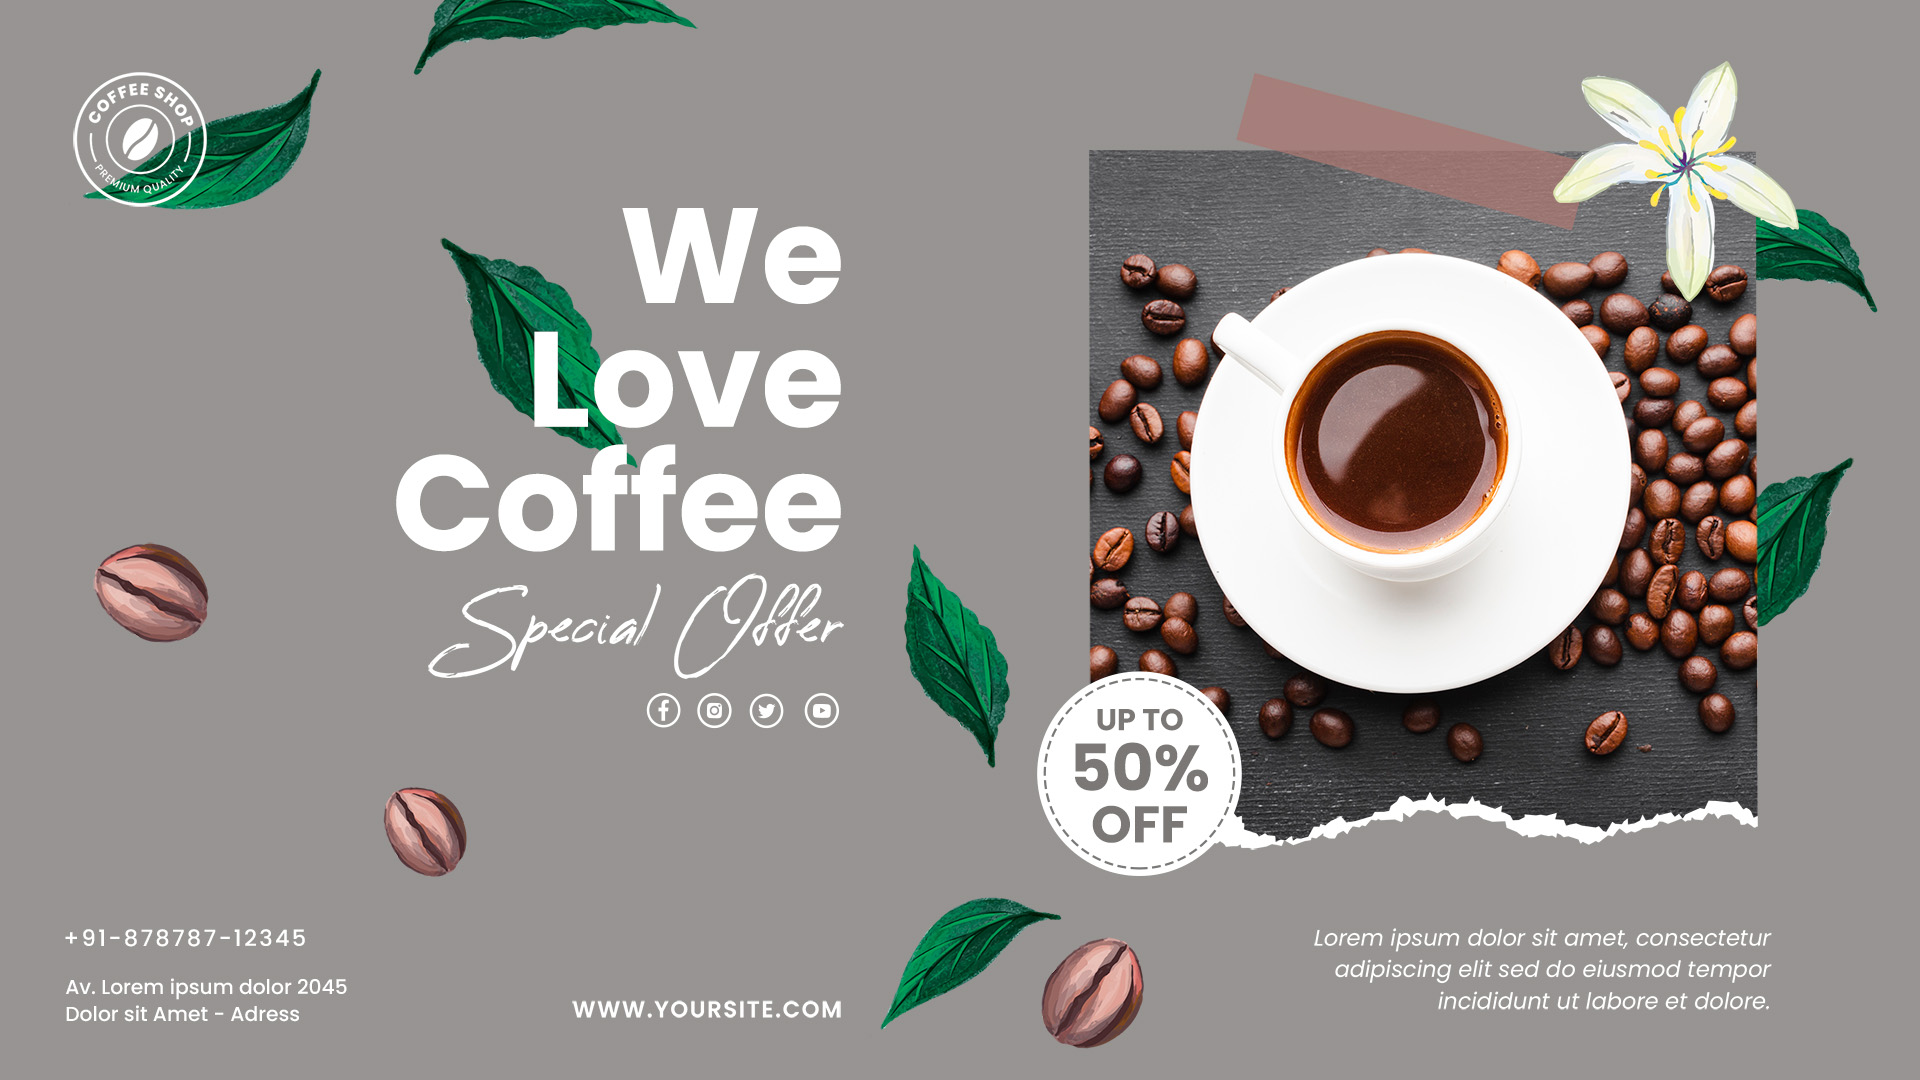 COFFEE SHOP
PREMIUM QUALITY
We
Love
Coffee
Special Offer
UP TO
50%
OFF
+91-878787-12345
Av. Lorem ipsum dolor 2045
Dolor sit Amet - Adress
WWW.YOURSITE.COM
Lorem ipsum dolor sit amet, consectetur
adipiscing elit sed do eiusmod tempor
incididunt ut labore et dolore.